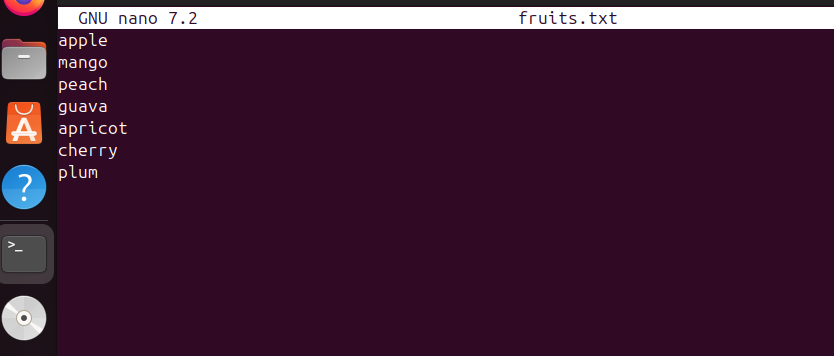 GNU nano 7.2 fruits.txt
apple
mango
peach
guava
apricot
cherry
plum
>_